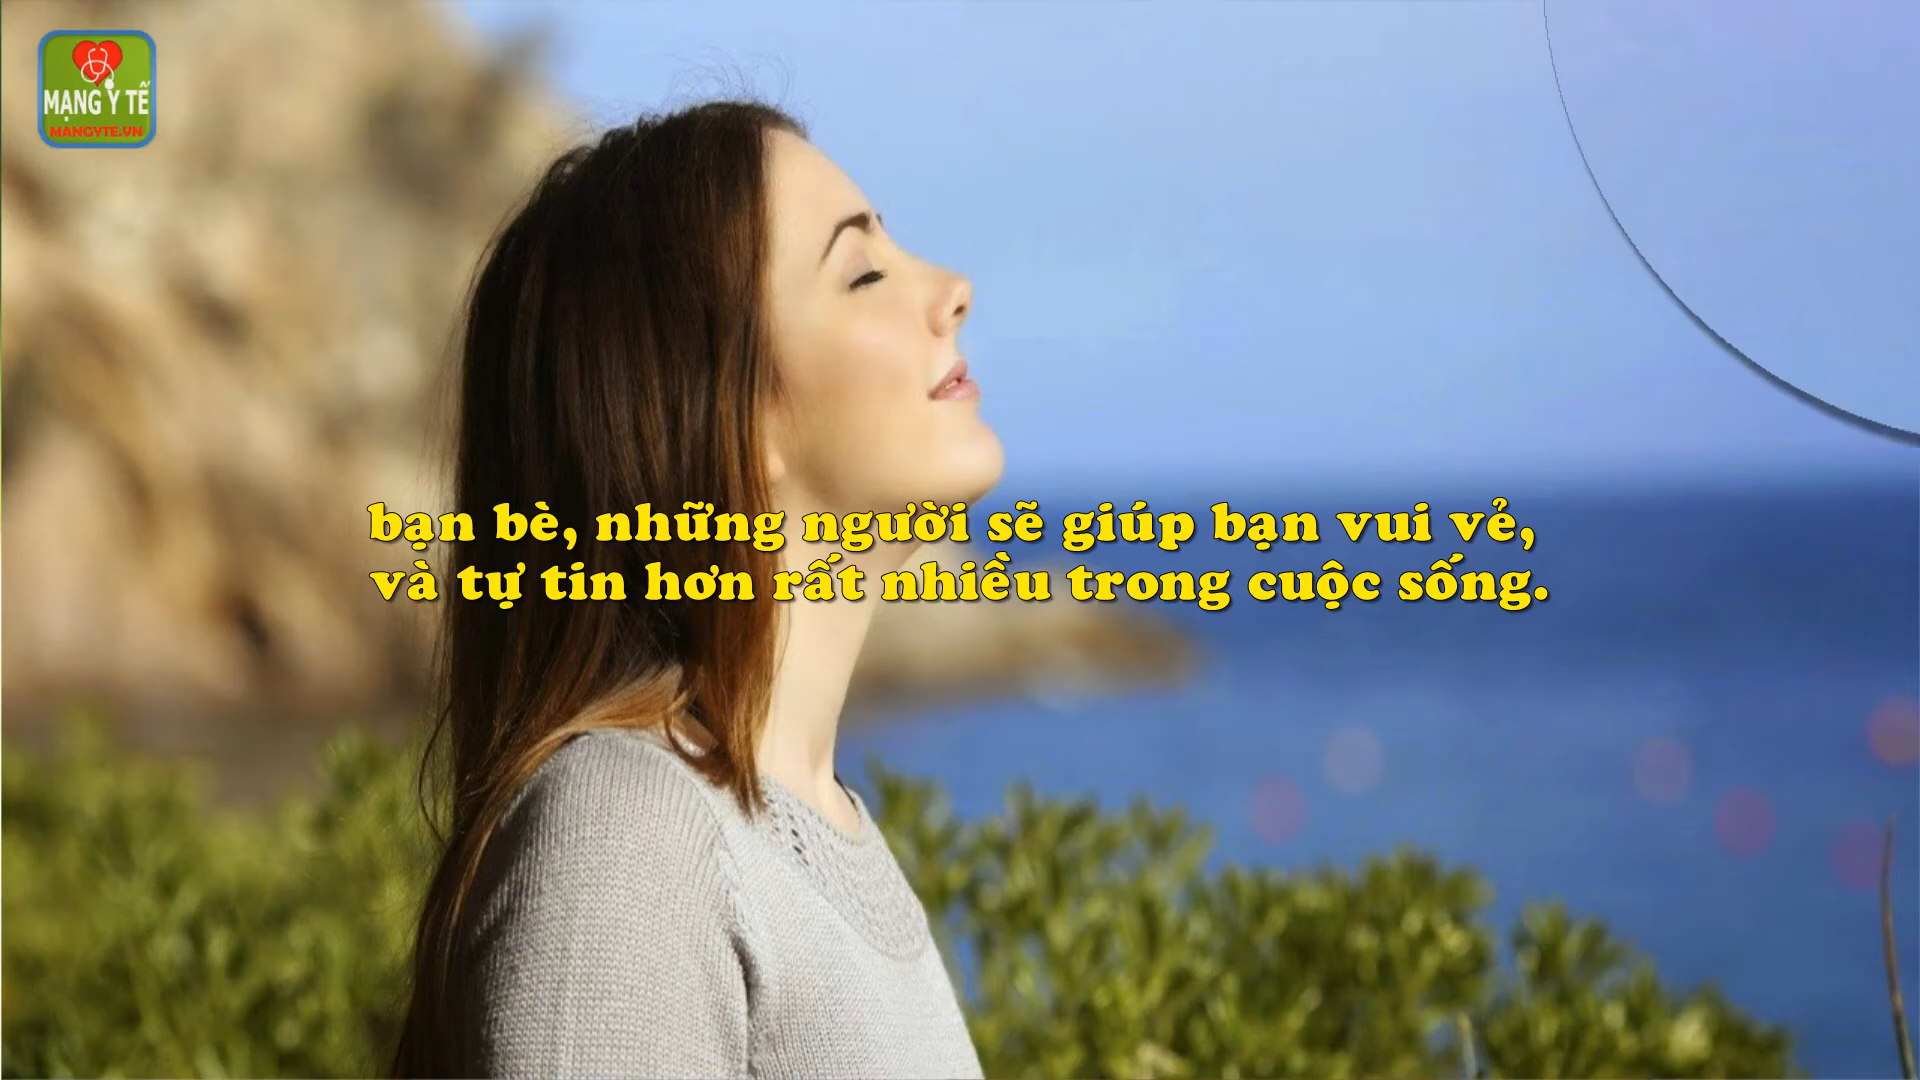 MẠNG Y TẾ
MANGYTE.VN
bạn bè, những người sẽ giúp bạn vui vẻ,
và tự tin hơn rất nhiều trong cuộc sống.